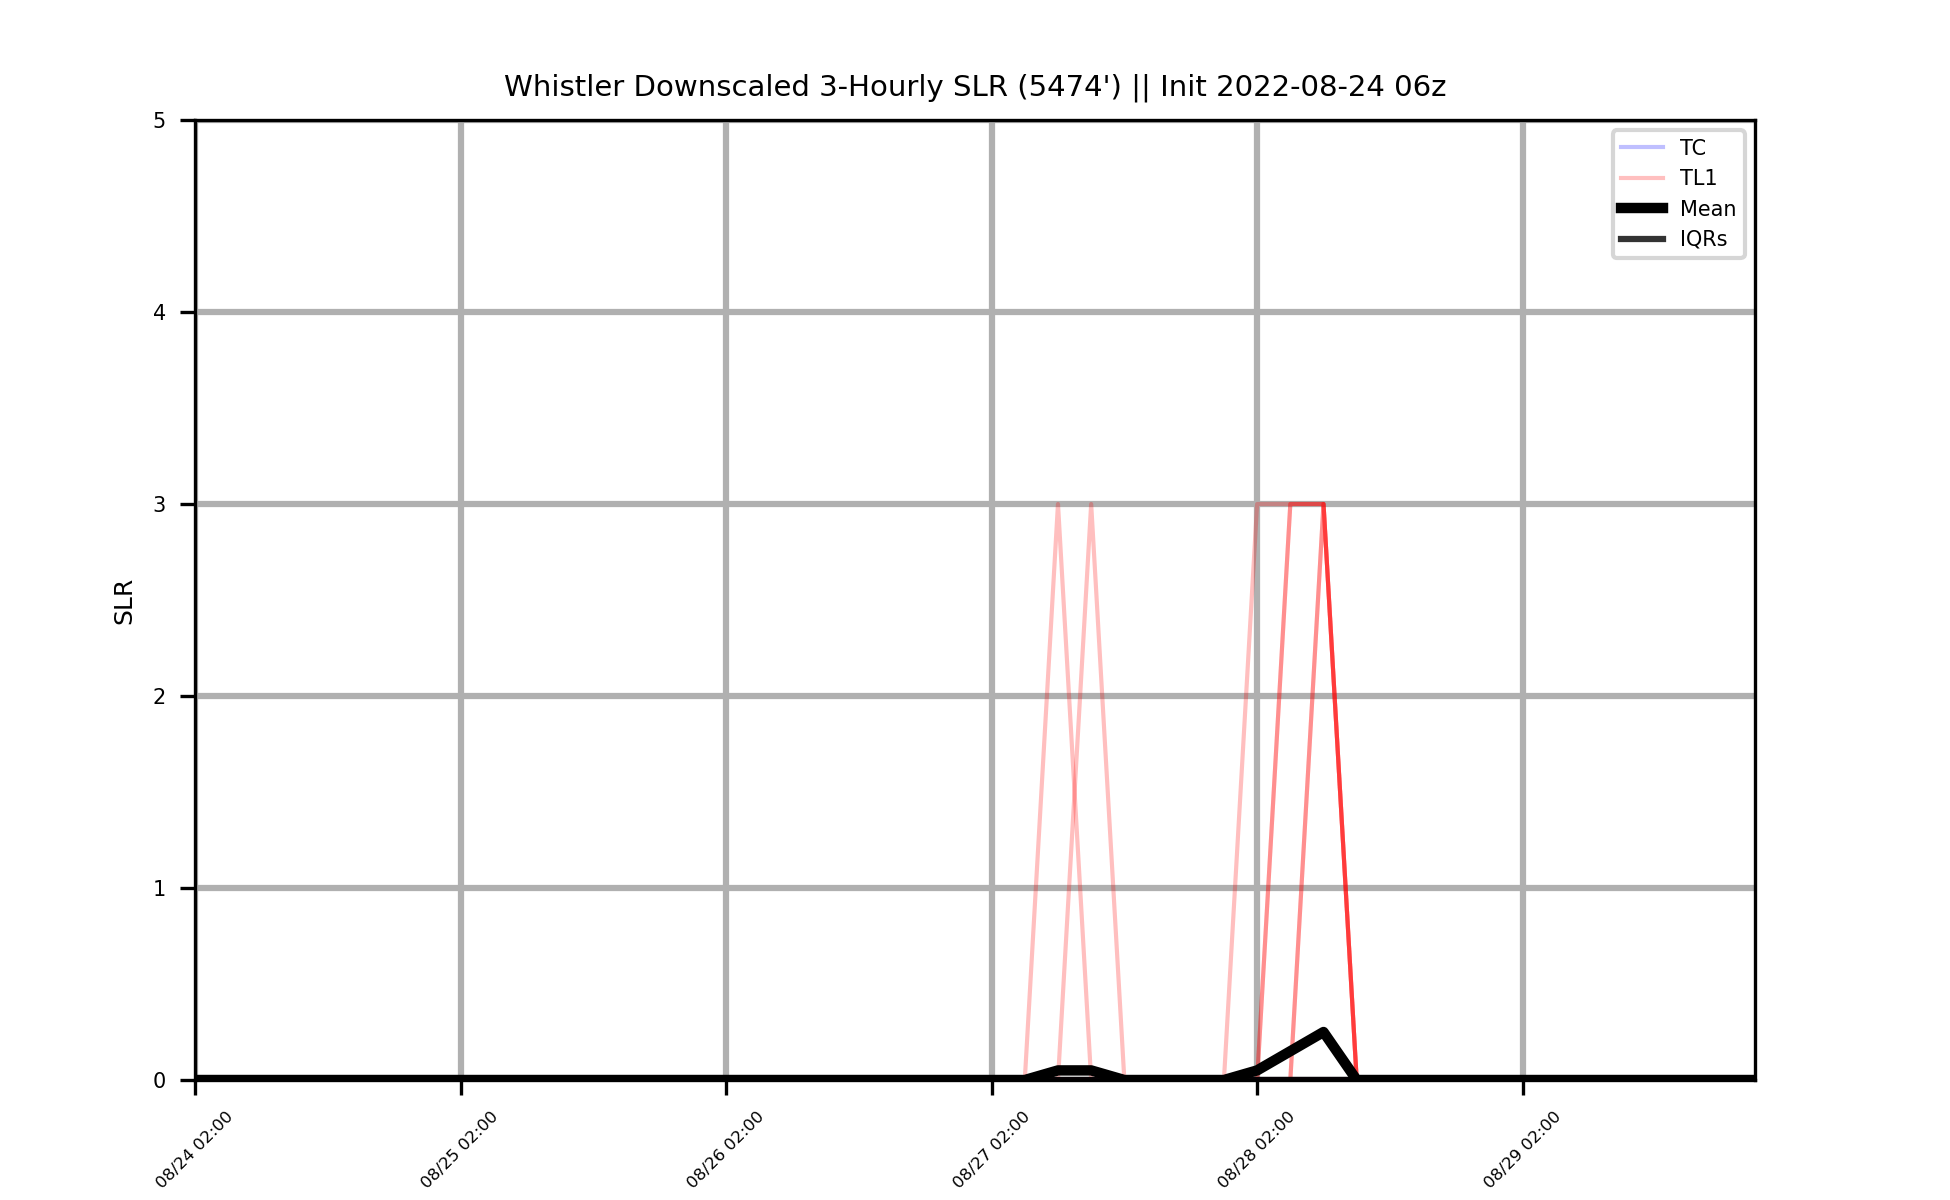 Whistler Downscaled 3-Hourly SLR (5474') || Init 2022-08-24 06z
5
4
3
2
1
0
SLR
TC
TL1
Mean
IQRs
08/24 02:00
08/25 02:00
08/26 02:00
08/27 02:00
08/28 02:00
08/29 02:00